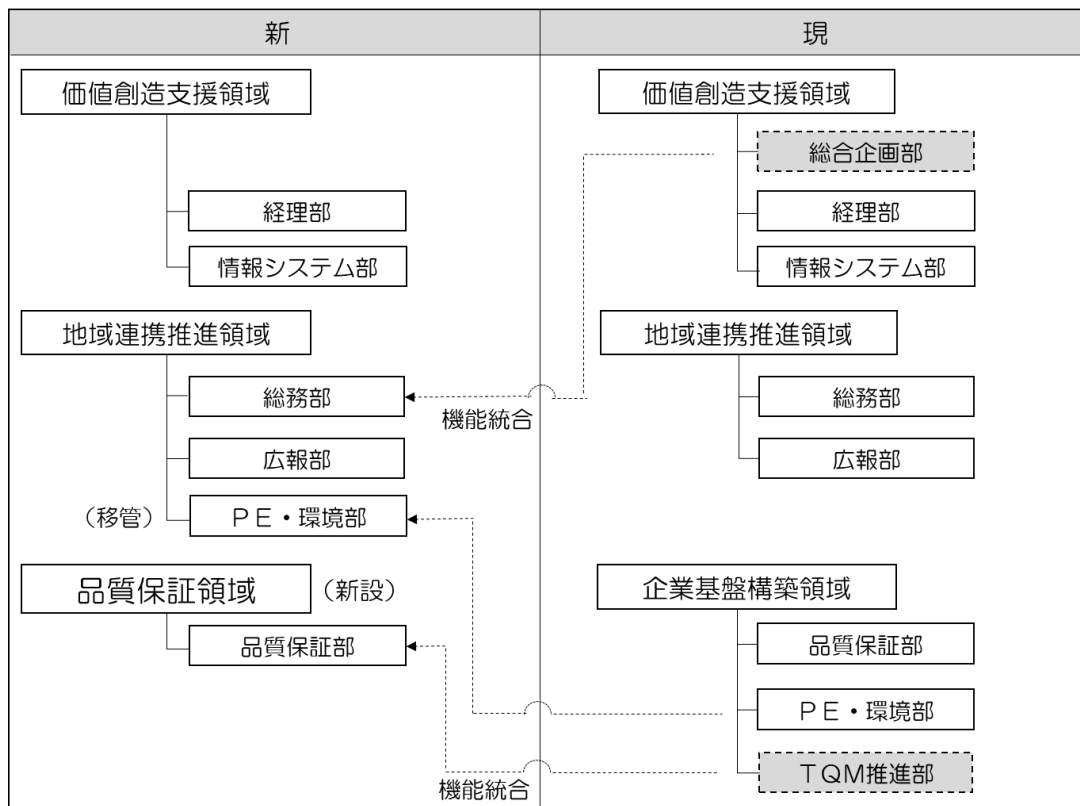 新
現
価値創造支援領域
経理部
情報システム部
地域連携推進領域
総務部
広報部
（移管）
ＰＥ・環境部
品質保証領域
（新設）
品質保証部
機能統合
機能統合
価値創造支援領域
総合企画部
経理部
情報システム部
地域連携推進領域
総務部
広報部
企業基盤構築領域
品質保証部
ＰＥ・環境部
ＴＱＭ推進部